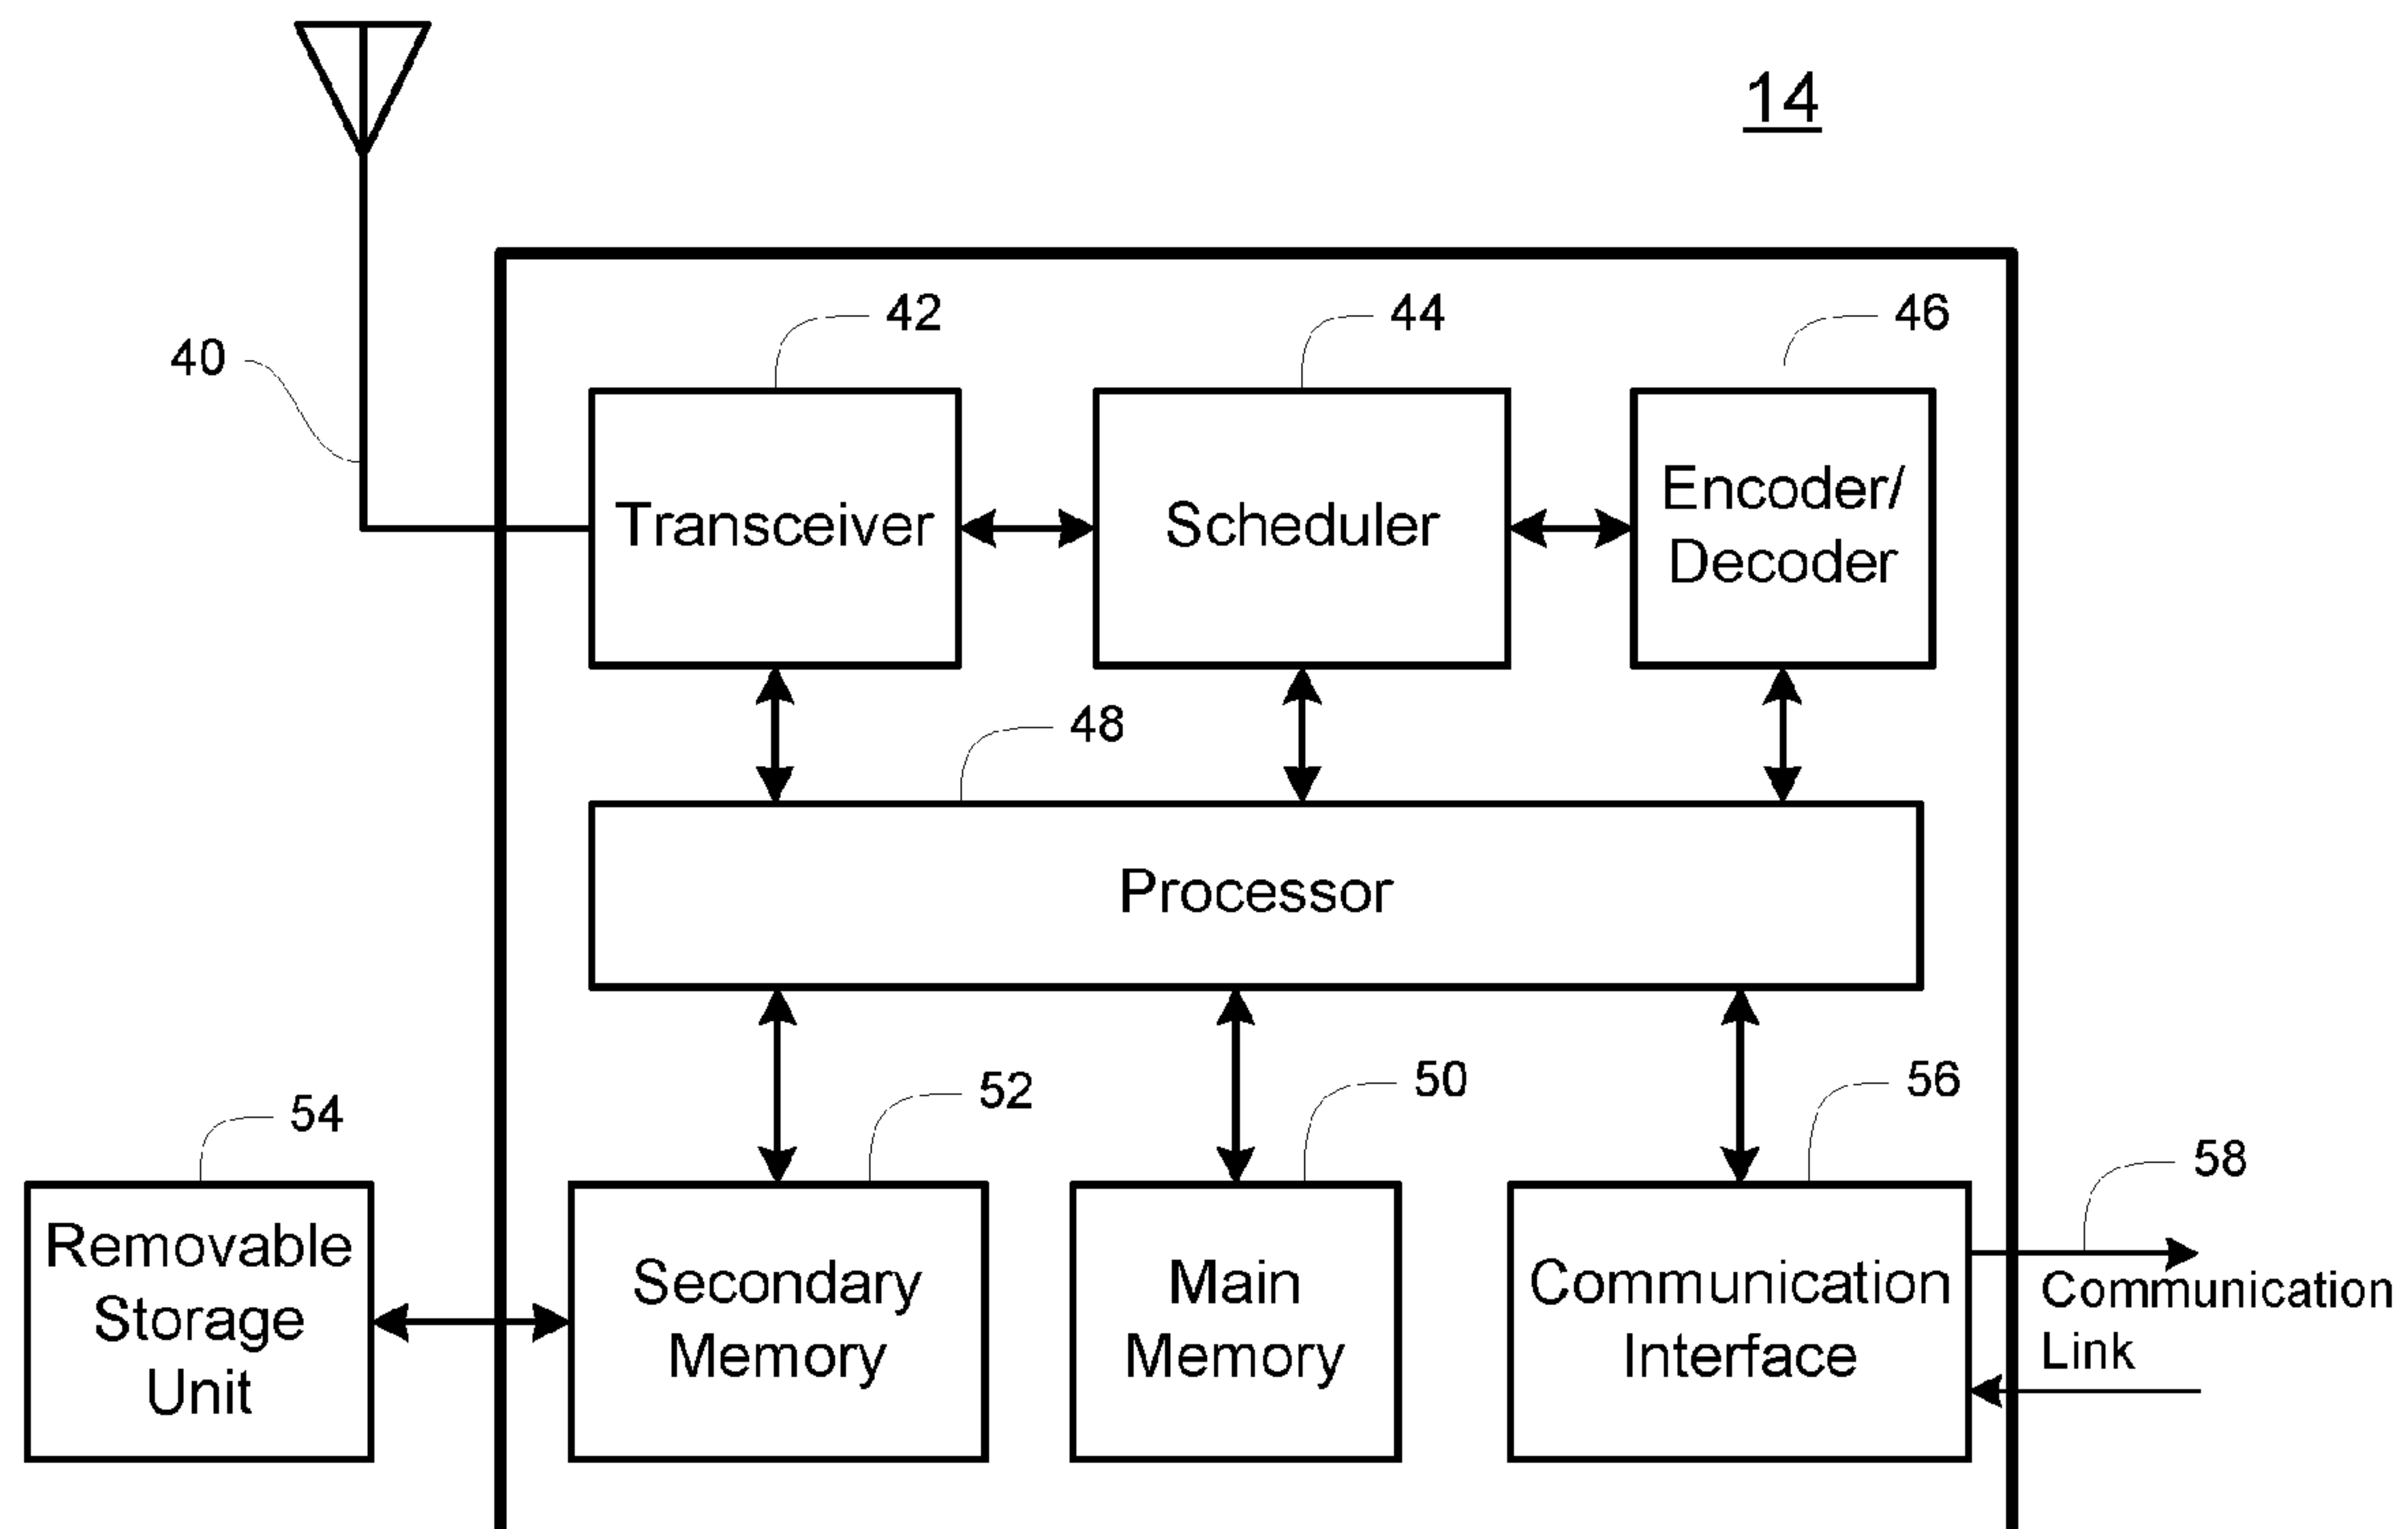 14
42
44
46
40
Transceiver
Scheduler
Encoder/
Decoder
48
Processor
54
52
50
56
58
Removable
Storage
Unit
Secondary
Memory
Main
Memory
Communication
Interface
Communication
Link